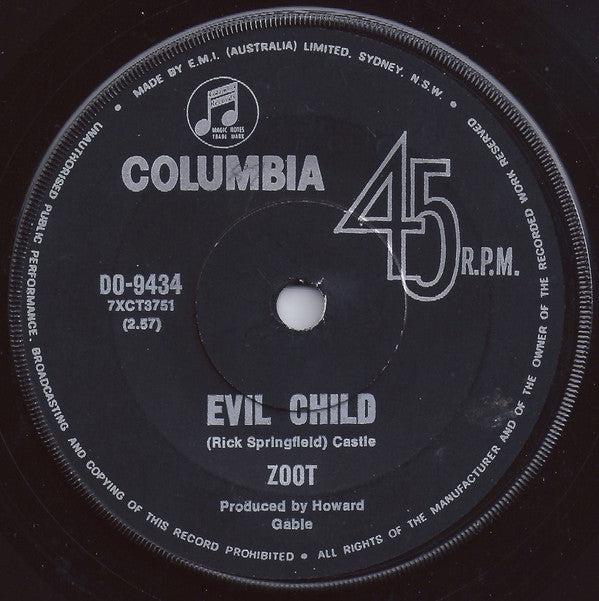 • MADE BY E.M.I. (AUSTRALIA) LIMITED, SYDNEY, N.S.W. •
MAGIC NOTES
TRADE MARK
COLUMBIA
45
R.P.M.
DO-9434
7XCT3751
(2.57)
EVIL CHILD
(Rick Springfield) Castle
ZOOT
Produced by Howard
Gable
UNAUTHORISED PUBLIC PERFORMANCE. BROADCASTING AND COPYING OF THIS RECORD PROHIBITED • ALL RIGHTS OF THE MANUFACTURER AND OF THE OWNER OF THE RECORDED WORK RESERVED